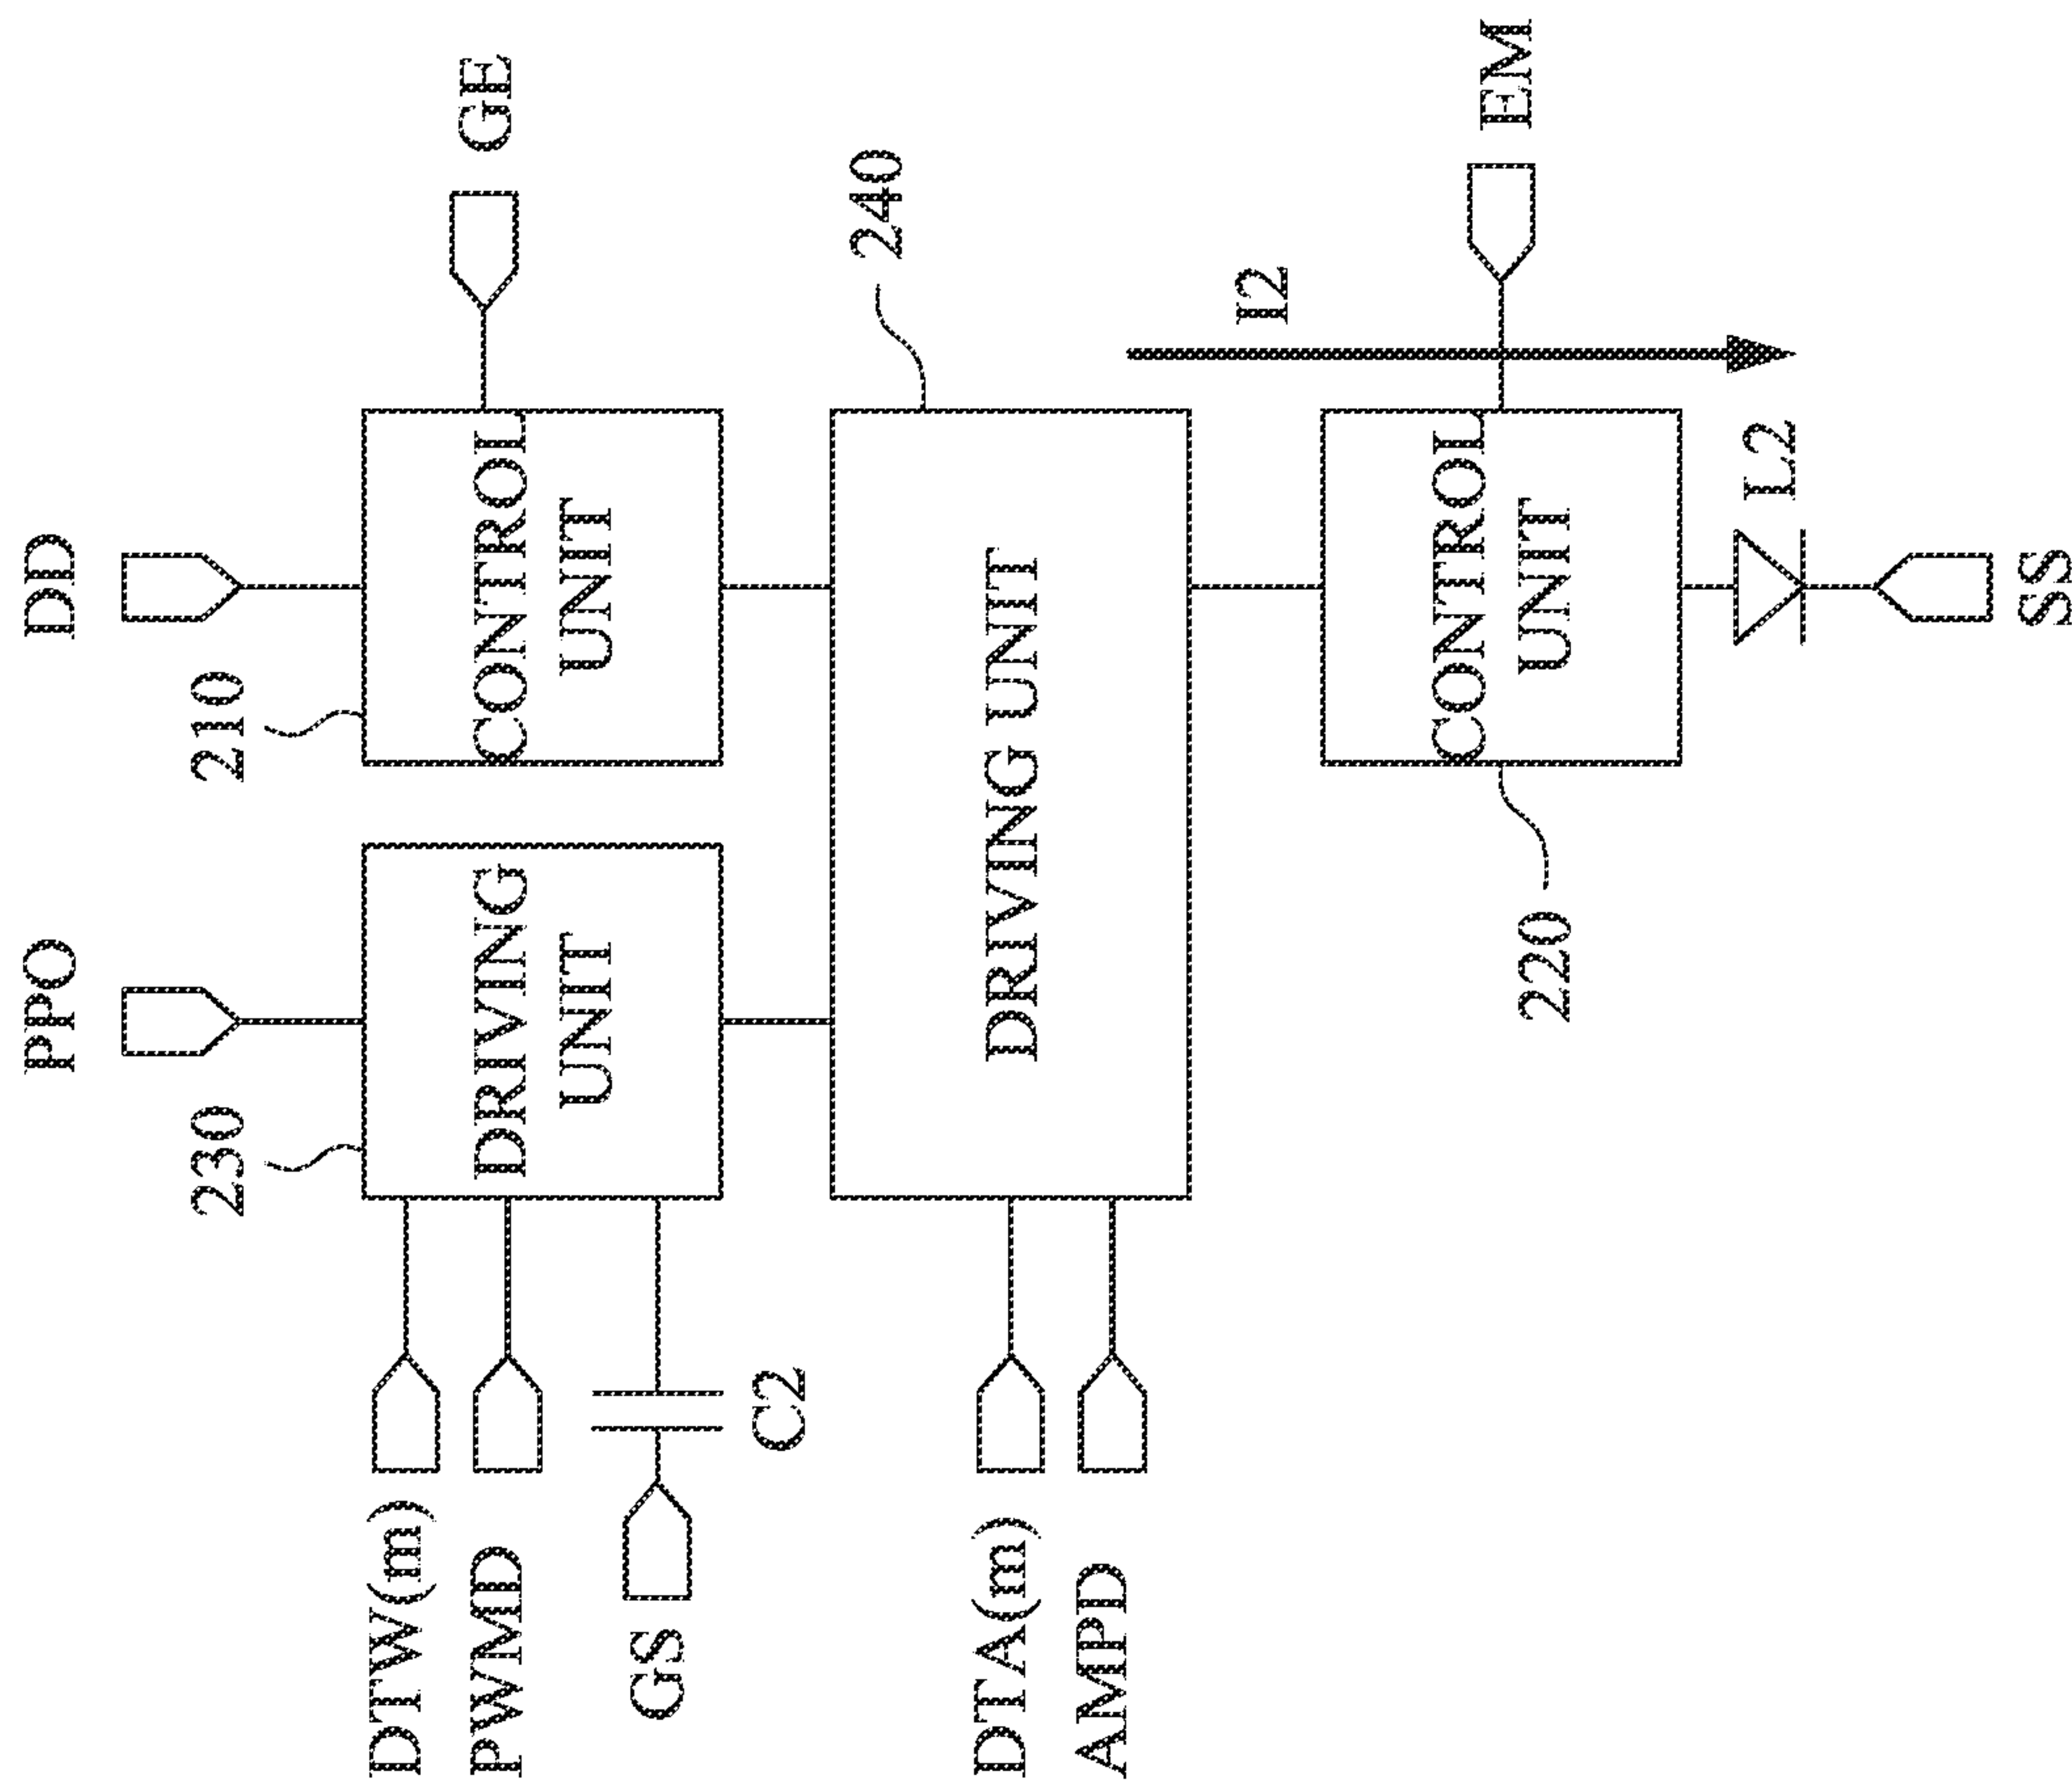 PPO
DD
230
210
DRIVING
UNIT
CONTROL
UNIT
GE
DTW(m)
PWMD
GS
C2
240
DRIVING UNIT
DTA(m)
AMPD
I2
CONTROL
UNIT
EM
220
L2
SS